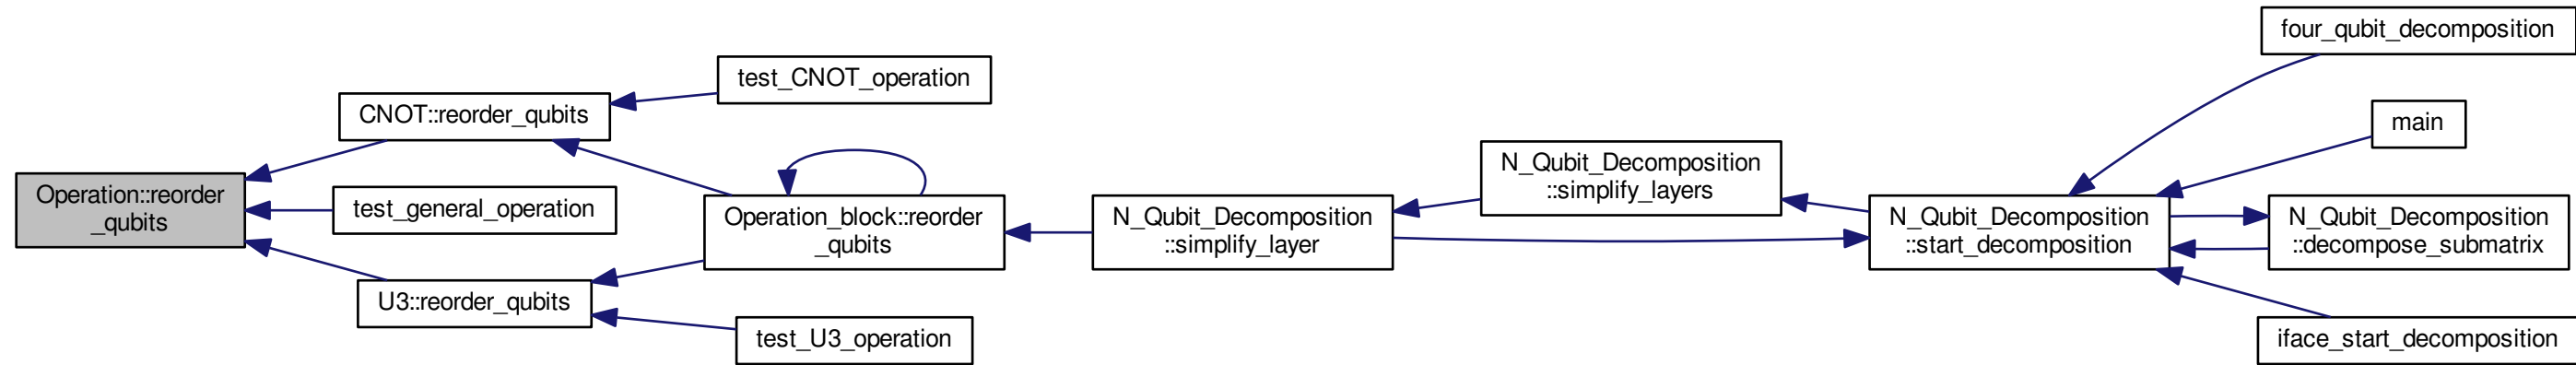 Operation::reorder
_qubits
CNOT::reorder_qubits
test_general_operation
U3::reorder_qubits
test_CNOT_operation
Operation_block::reorder
_qubits
test_U3_operation
N_Qubit_Decomposition
::simplify_layer
N_Qubit_Decomposition
::simplify_layers
N_Qubit_Decomposition
::start_decomposition
four_qubit_decomposition
main
N_Qubit_Decomposition
::decompose_submatrix
iface_start_decomposition